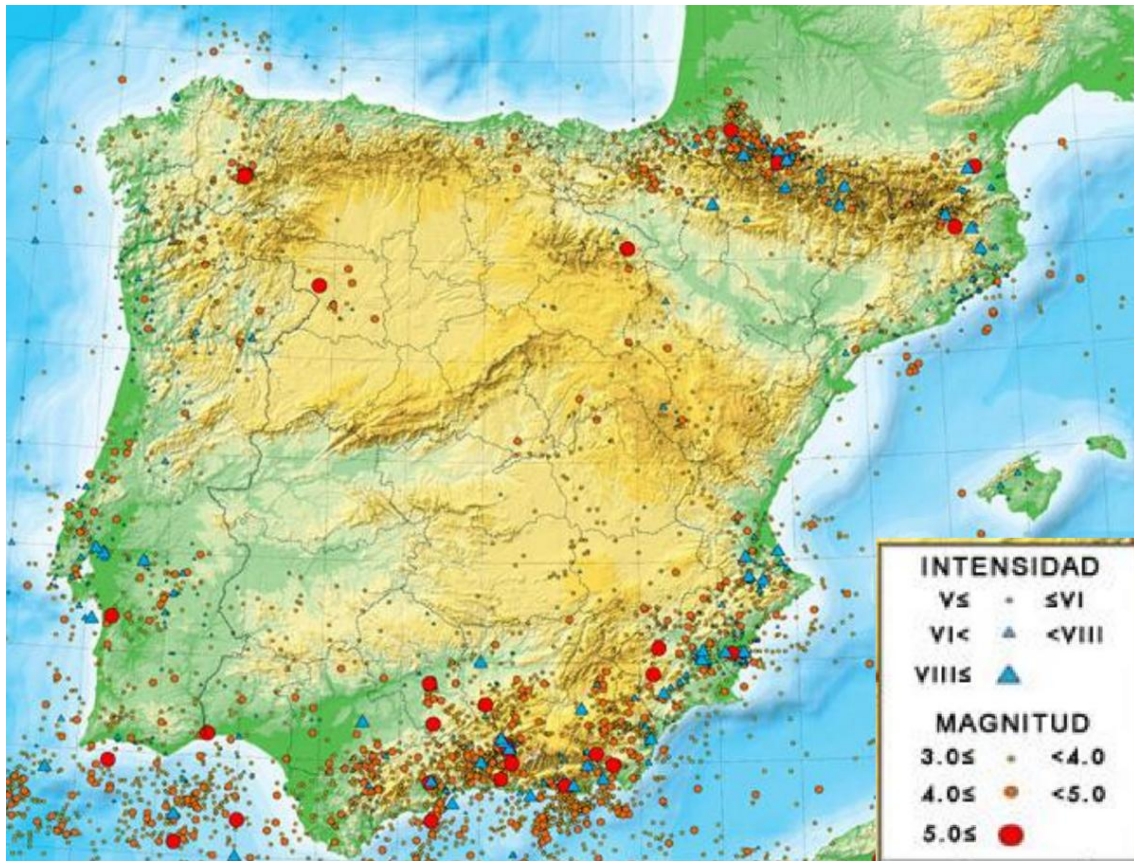 INTENSIDAD
V≤ ≤VI
VI< <VIII
VIII≤
MAGNITUD
3.0≤ <4.0
4.0≤ <5.0
5.0≤